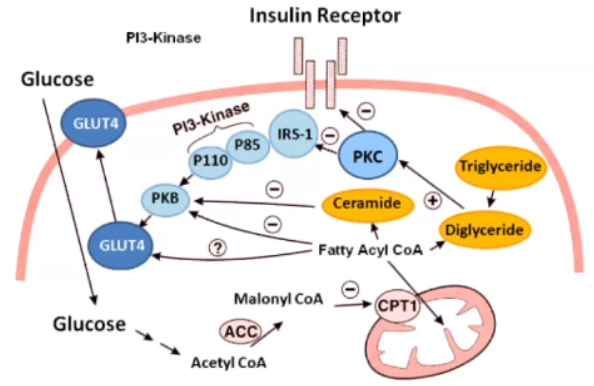 Insulin Receptor
PI3-Kinase
Glucose
GLUT4
PI3-Kinase
IRS-1
P85
P110
PKC
Triglyceride
PKB
Ceramide
Diglyceride
GLUT4
Fatty Acyl CoA
Malonyl CoA
CPT1
Glucose
ACC
Acetyl CoA
−
−
+
−
−
?
−